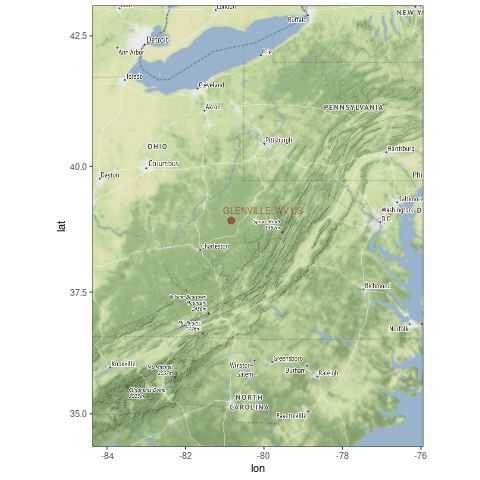 London
Buffalo
NEW Y
42.5
Detroit
Ann Arbor
Erie
Toledo
Cleveland
Akron
PENNSYLVANIA
OHIO
Pittsburgh
Harrisburg
40.0
Columbus
Dayton
Phi
Baltimore
GLENVILLE, WV US
Washington,
D.C.
D
Charleston
lat
37.5
Richmond
Norfolk
Knoxville
Greensboro
Winston-
Salem
Durham
Raleigh
NORTH
CAROLINA
Fayetteville
35.0
-84
-82
-80
-78
-76
lon